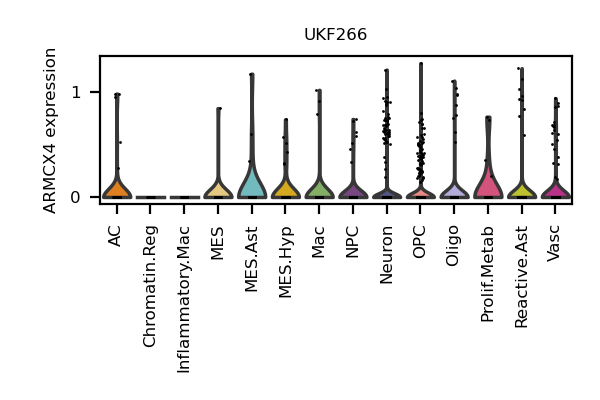 UKF266
ARMCX4 expression
1
0
AC
Chromatin.Reg
Inflammatory.Mac
MES
MES.Ast
MES.Hyp
Mac
NPC
Neuron
OPC
Oligo
Prolif.Metab
Reactive.Ast
Vasc